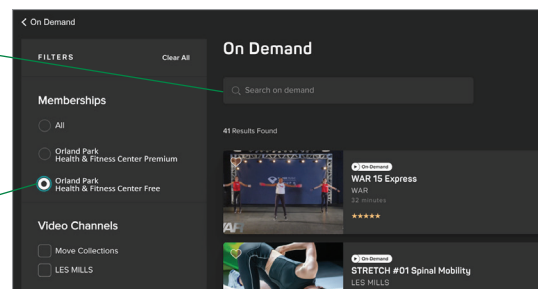 On Demand
FILTERS
Clear All
Memberships
All
Orland Park
Health & Fitness Center Premium
Orland Park
Health & Fitness Center Free
Video Channels
Move Collections
LES MILLS
On Demand
Search on demand
41 Results Found
On-Demand
WAR 15 Express
WAR
32 minutes
★★★★★
On-Demand
STRETCH #01 Spinal Mobility
LES MILLS